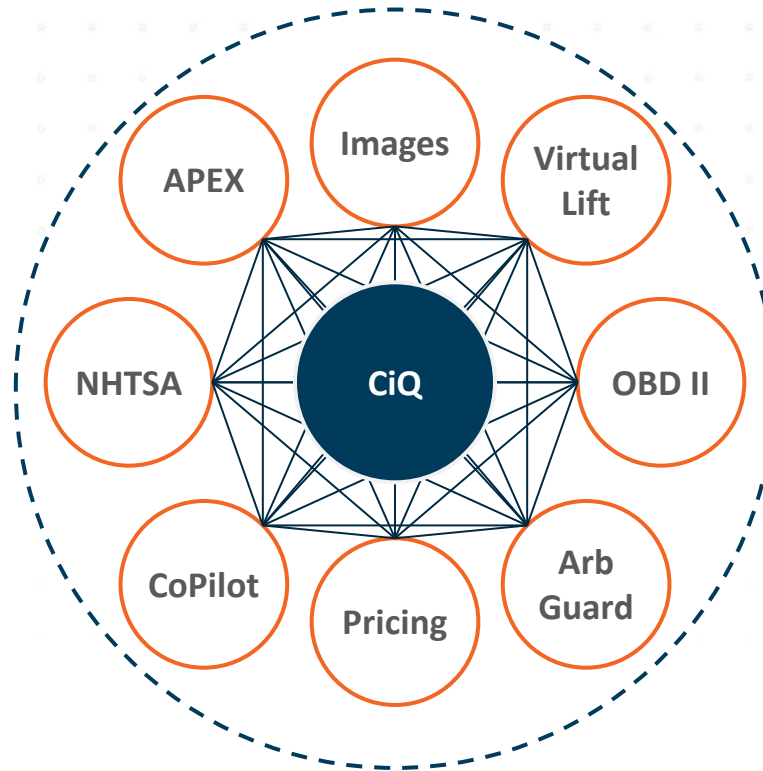 Images
APEX
Virtual
Lift
NHTSA
CiQ
OBD II
CoPilot
Pricing
Arb
Guard